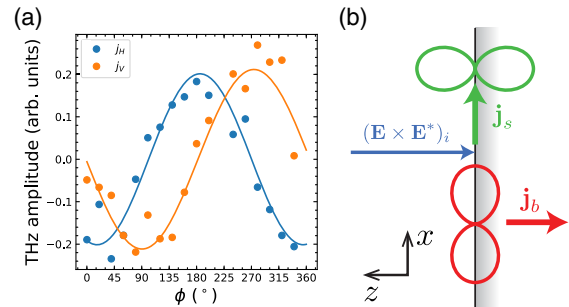 (a)
j_H
j_V
THz amplitude (arb. units)
0.2
0.1
0.0
−0.1
−0.2
0 45 90 135 180 225 270 315 360
ϕ (°)
(b)
j_s
(E × E*)_i
j_b
x
z